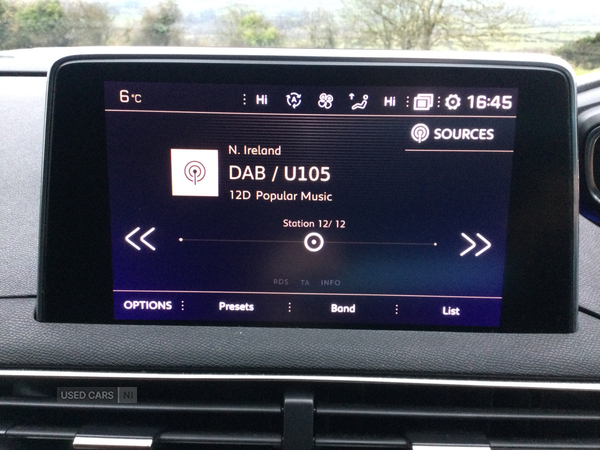 6°C Hi A Hi 16:45
SOURCES
N. Ireland
DAB / U105
12D Popular Music
Station 12/ 12
RDS TA INFO
OPTIONS Presets Band List
USED CARS NI